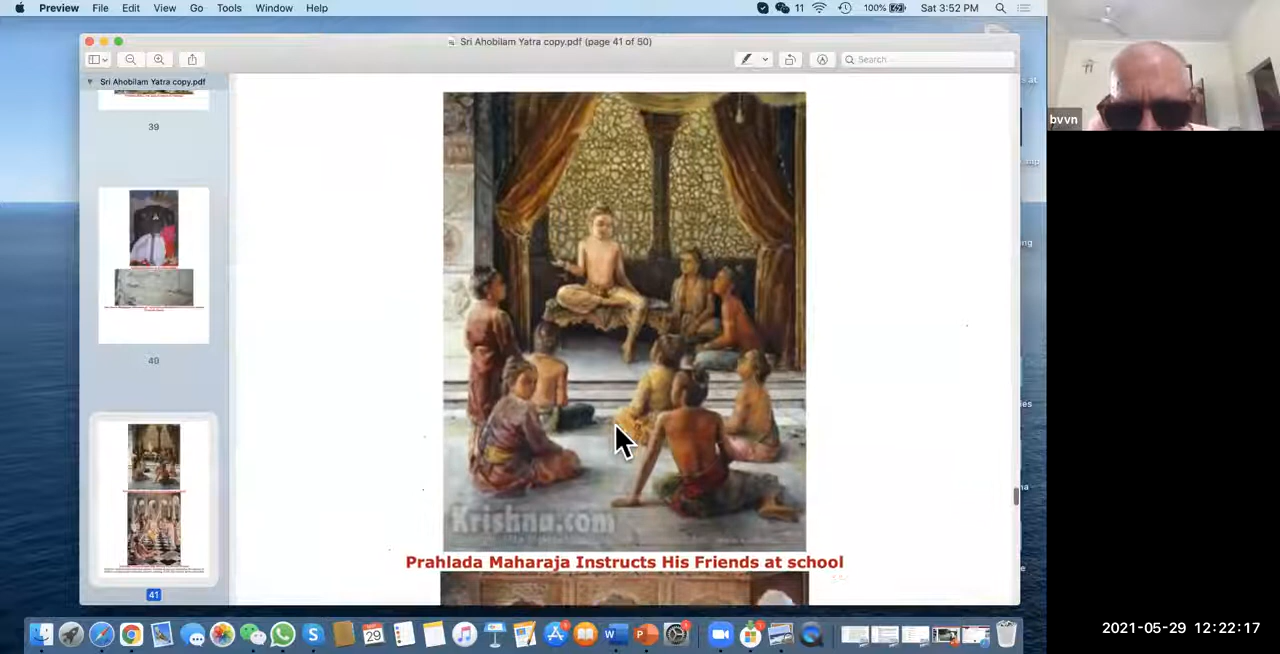 Preview File Edit View Go Tools Window Help
11 100% Sat 3:52 PM
Sri Ahobilam Yatra copy.pdf (page 41 of 50)
Search
Sri Ahobilam Yatra copy.pdf
39
40
41
Krishna.com
Prahlada Maharaja Instructs His Friends at school
bvvn
29
2021-05-29 12:22:17